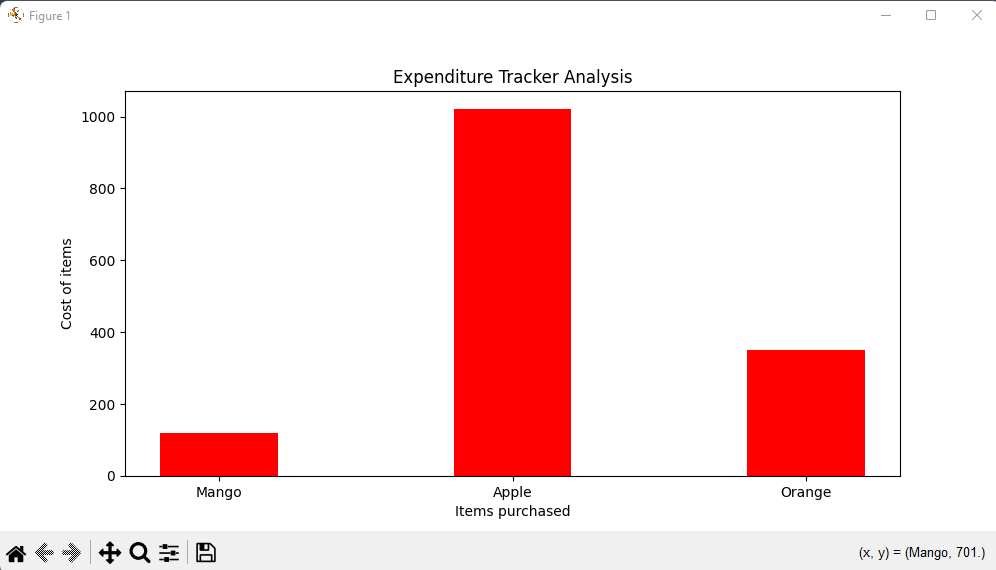 Figure 1
Expenditure Tracker Analysis
Cost of items
1000
800
600
400
200
0
Mango Apple Orange
Items purchased
(x, y) = (Mango, 701.)